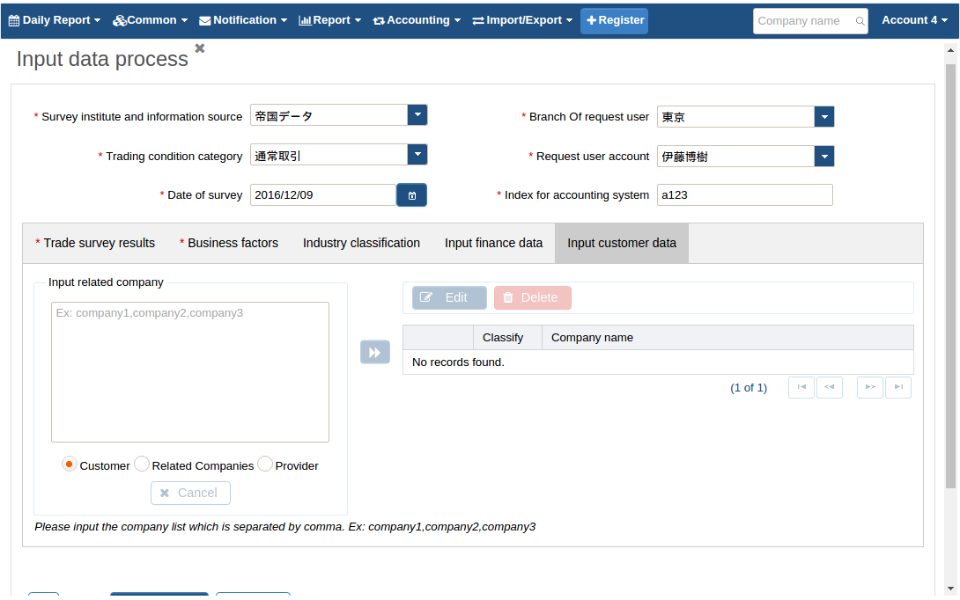 Daily Report Common Notification Report Accounting Import/Export Register Company name Account 4
Input data process
* Survey institute and information source 帝国データ * Branch Of request user 東京
* Trading condition category 通常取引 * Request user account 伊藤博樹
* Date of survey 2016/12/09 * Index for accounting system a123
* Trade survey results * Business factors Industry classification Input finance data Input customer data
Input related company
Ex: company1,company2,company3
Edit Delete
Classify Company name
No records found.
(1 of 1)
Customer Related Companies Provider
Cancel
Please input the company list which is separated by comma. Ex: company1,company2,company3